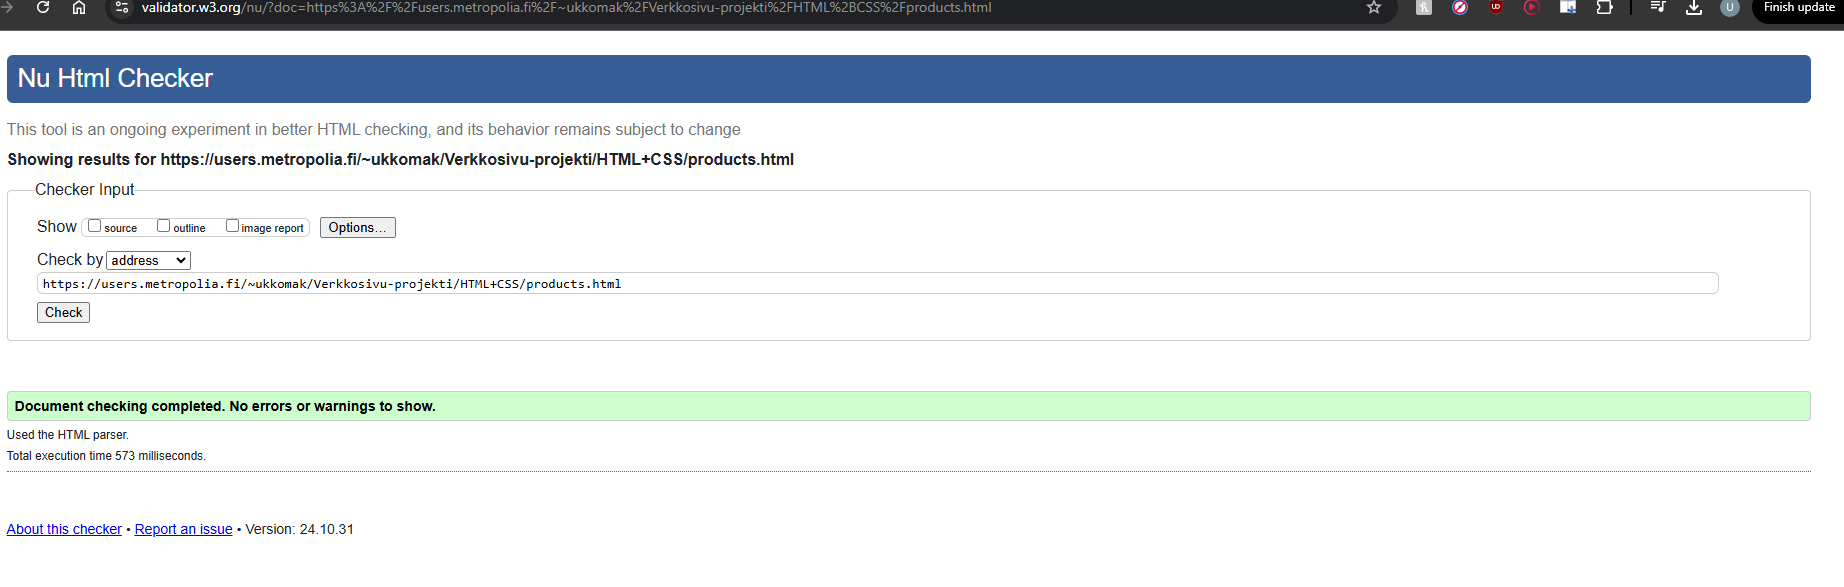 validator.w3.org/nu/?doc=https%3A%2F%2Fusers.metropolia.fi%2F~ukkomak%2FVerkkosivu-projekti%2FHTML%2BCSS%2Fproducts.html
U
Finish update
Nu Html Checker
This tool is an ongoing experiment in better HTML checking, and its behavior remains subject to change
Showing results for https://users.metropolia.fi/~ukkomak/Verkkosivu-projekti/HTML+CSS/products.html
Checker Input
Show source outline image report Options...
Check by address
https://users.metropolia.fi/~ukkomak/Verkkosivu-projekti/HTML+CSS/products.html
Check
Document checking completed. No errors or warnings to show.
Used the HTML parser.
Total execution time 573 milliseconds.
About this checker • Report an issue • Version: 24.10.31